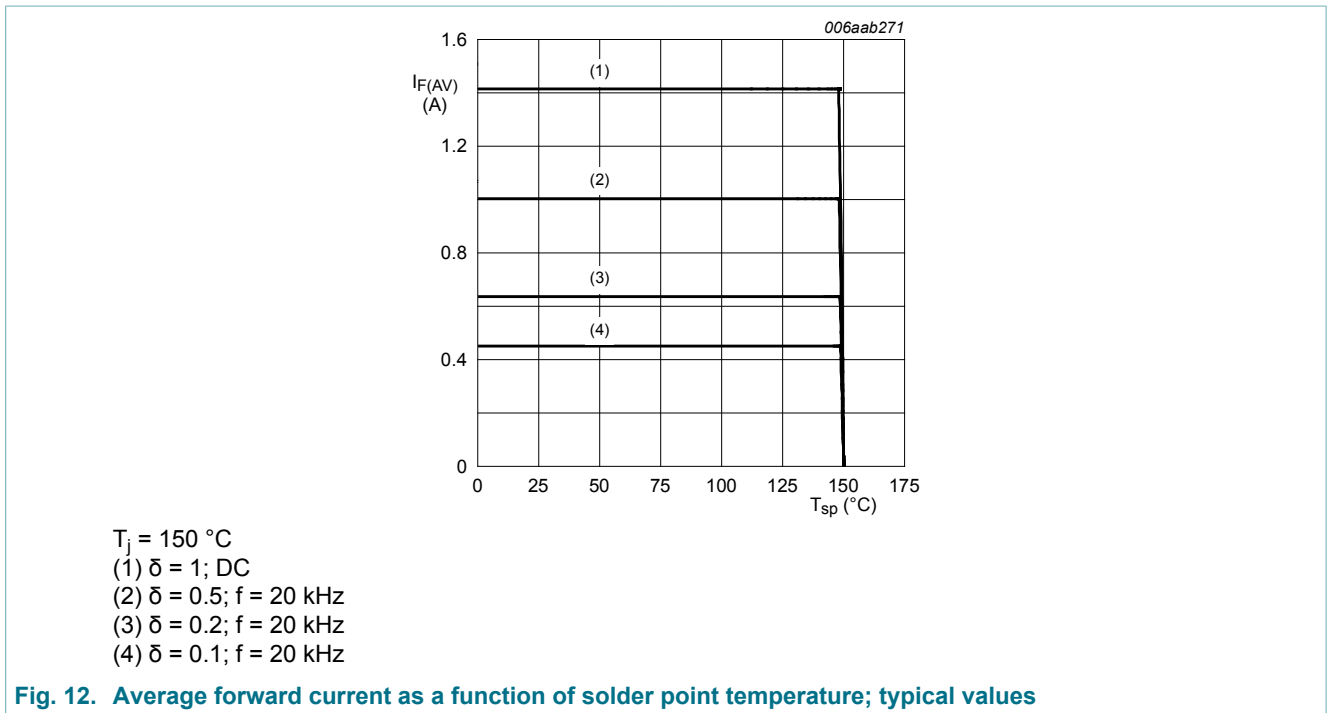 006aab271
1.6
I_F(AV)
(A)
1.2
0.8
0.4
0
(1)
(2)
(3)
(4)
0 25 50 75 100 125 150 175
T_sp (°C)
T_j = 150 °C
(1) δ = 1; DC
(2) δ = 0.5; f = 20 kHz
(3) δ = 0.2; f = 20 kHz
(4) δ = 0.1; f = 20 kHz
Fig. 12. Average forward current as a function of solder point temperature; typical values